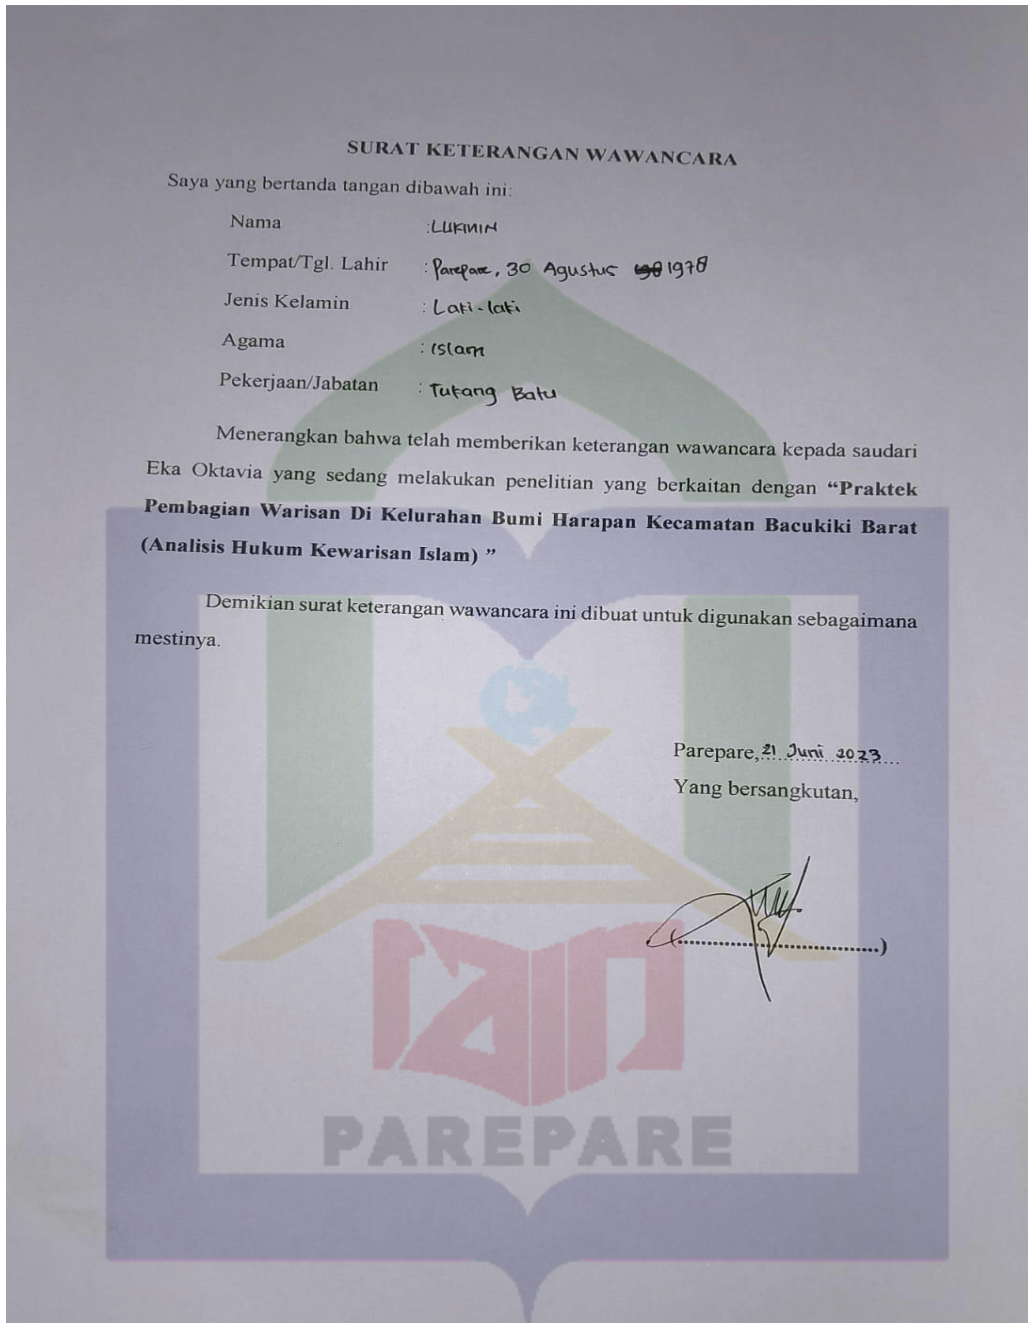 SURAT KETERANGAN WAWANCARA
Saya yang bertanda tangan dibawah ini:
Nama : LUKMIN
Tempat/Tgl. Lahir : Parepare, 30 Agustus 1978
Jenis Kelamin : Laki-laki
Agama : Islam
Pekerjaan/Jabatan : Tukang Batu
Menerangkan bahwa telah memberikan keterangan wawancara kepada saudari
Eka Oktavia yang sedang melakukan penelitian yang berkaitan dengan “Praktek
Pembagian Warisan Di Kelurahan Bumi Harapan Kecamatan Bacukiki Barat
(Analisis Hukum Kewarisan Islam) ”
Demikian surat keterangan wawancara ini dibuat untuk digunakan sebagaimana
mestinya.
Parepare, 21 Juni 2023
Yang bersangkutan,
(..................................)
iain
PAREPARE